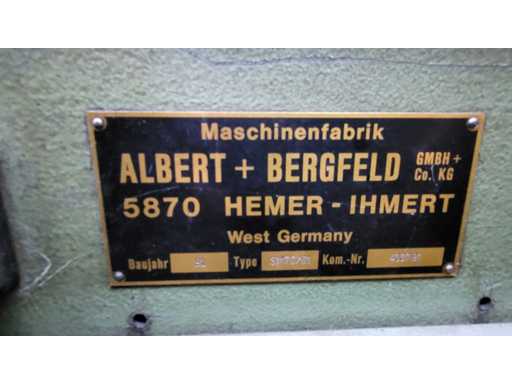 Maschinenfabrik
ALBERT + BERGFELD GMBH + Co. KG
5870 HEMER - IHMERT
West Germany
Baujahr Type Kom.-Nr.